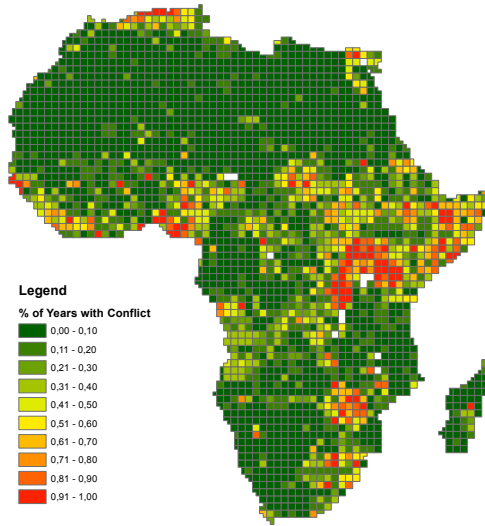 Legend
% of Years with Conflict
0,00 - 0,10
0,11 - 0,20
0,21 - 0,30
0,31 - 0,40
0,41 - 0,50
0,51 - 0,60
0,61 - 0,70
0,71 - 0,80
0,81 - 0,90
0,91 - 1,00